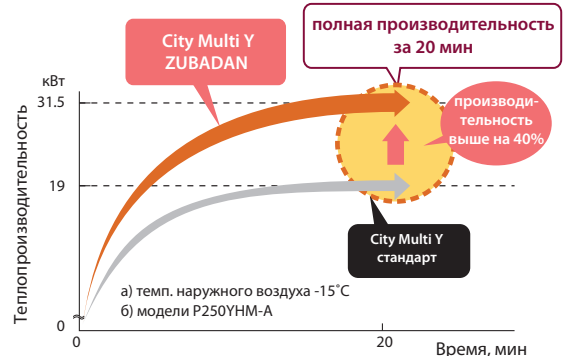 полная производительность
за 20 мин
City Multi Y
ZUBADAN
кВт
31.5
производи-
тельность
выше на 40%
19
Теплопроизводительность
City Multi Y
стандарт
а) темп. наружного воздуха -15˚С
б) модели P250YHM-A
0
0
20
Время, мин